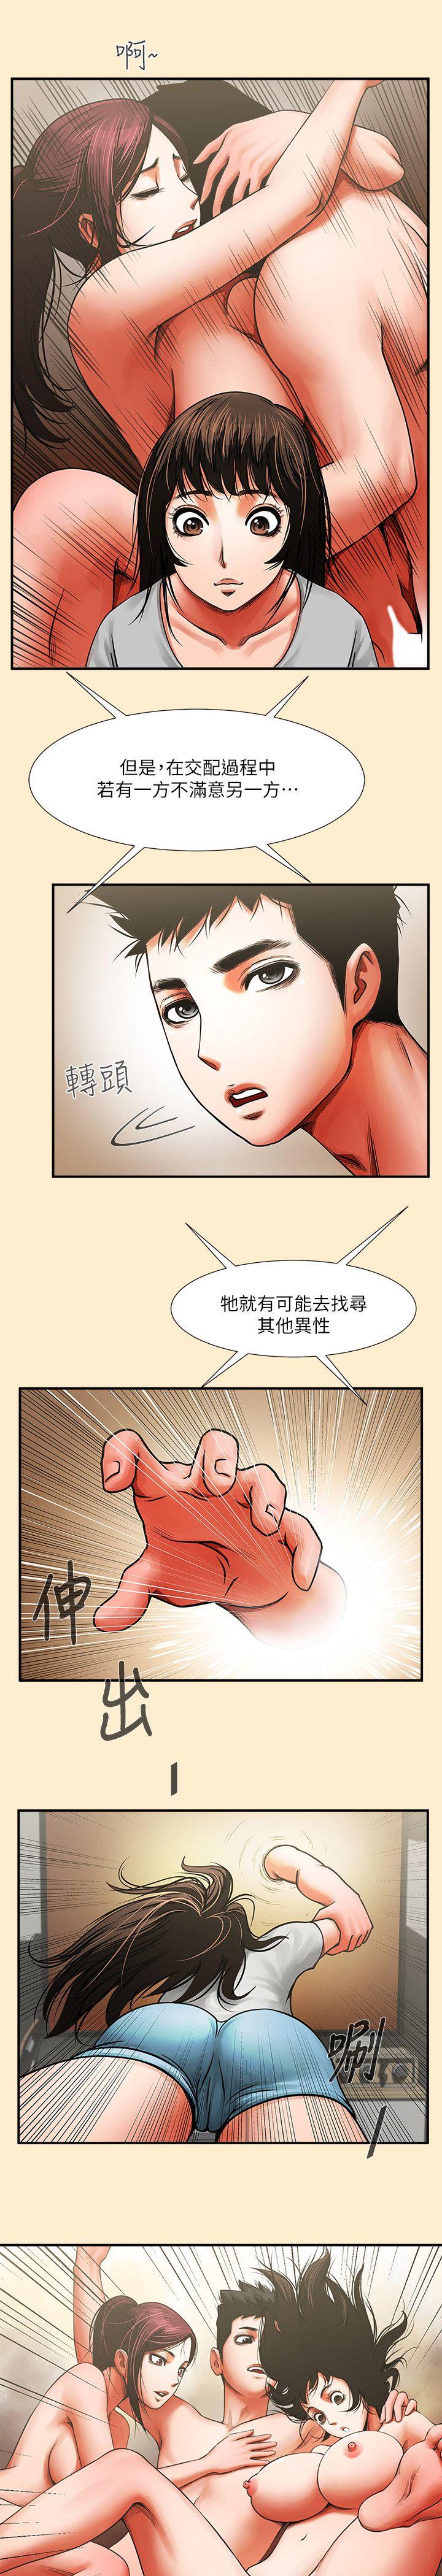 啊~
但是,在交配過程中
若有一方不滿意另一方…
轉頭
牠就有可能去找尋
其他異性
伸
出
唰